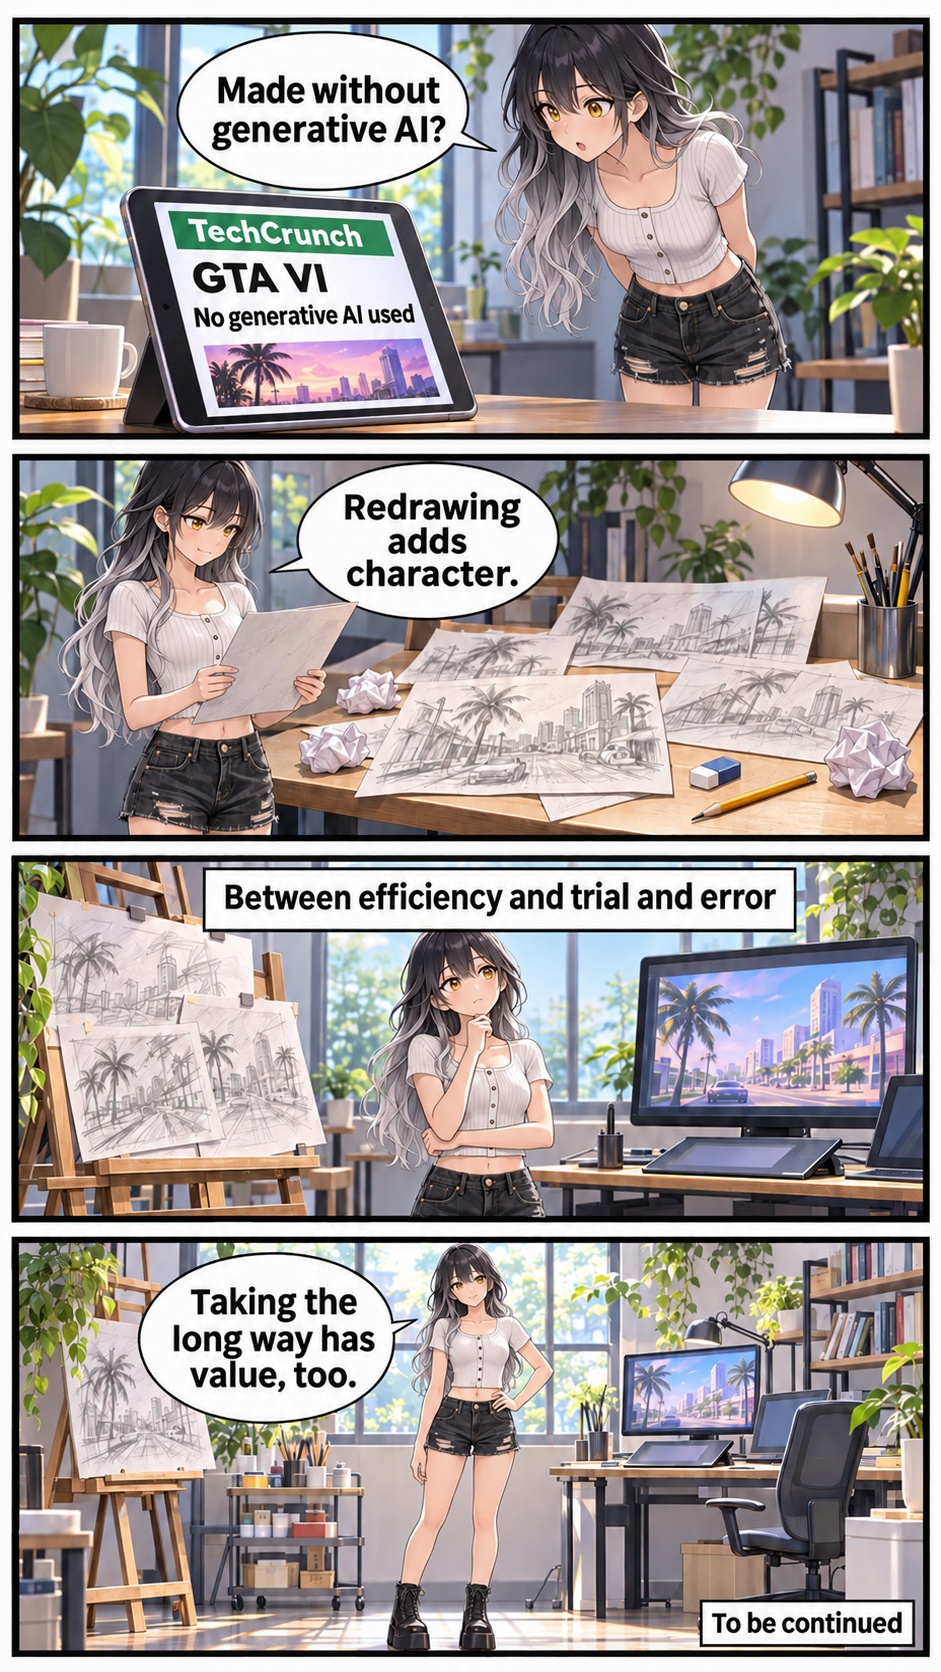 Made without
generative AI?
TechCrunch
GTA VI
No generative AI used
Redrawing
adds
character.
Between efficiency and trial and error
Taking the
long way has
value, too.
To be continued